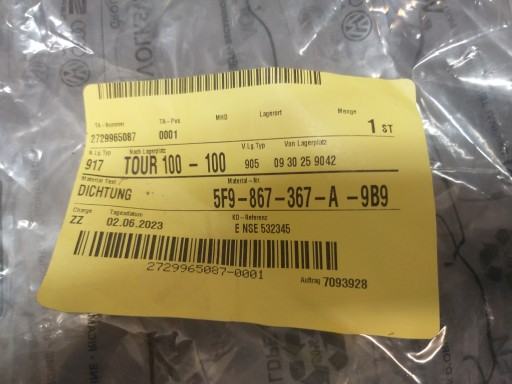 TA-Nummer TA-Pos MHD Lagerort Menge
2729965087 0001 1 ST
N.Lg.Typ Nach Lagerplatz V.Lg.Typ Von Lagerplatz
917 TOUR 100 - 100 905 09 30 25 9042
Material Text Material-Nr.
DICHTUNG 5F9-867-367-A -9B9
Charge Tagesdatum KD-Referenz
ZZ 02.06.2023 E NSE 532345
2729965087-0001
Auftrag 7093928
VOLKSW
LDPE